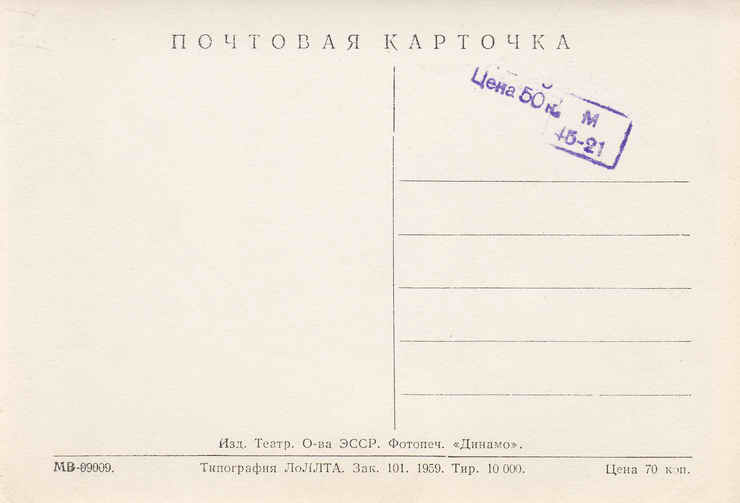 ПОЧТОВАЯ КАРТОЧКА
Цена 50 к.
М
45-21
Изд. Театр. О-ва ЭССР. Фотопеч. «Динамо».
МВ-09009. Типография ЛоЛЛТА. Зак. 101. 1959. Тир. 10 000. Цена 70 коп.